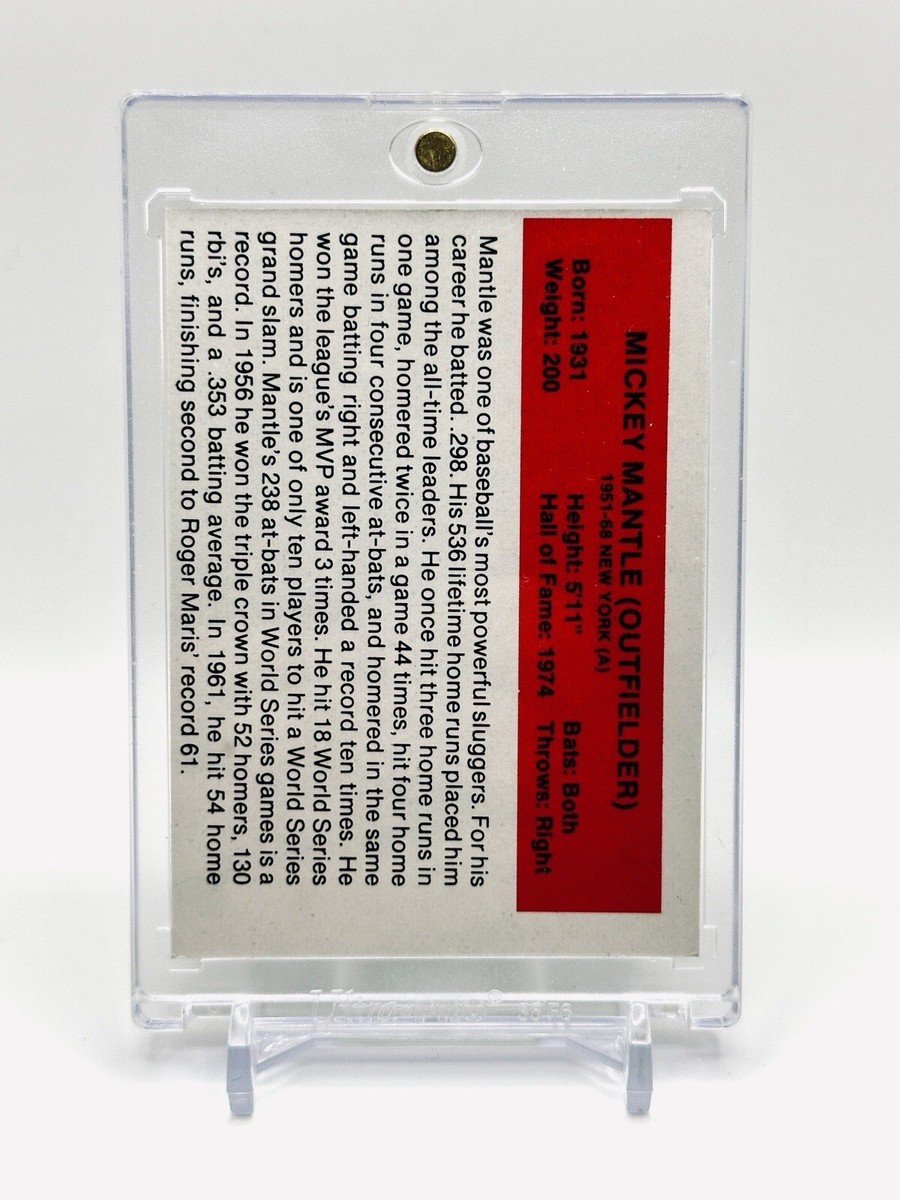 MICKEY MANTLE (OUTFIELDER)
1951-68 NEW YORK (A)
Born: 1931 Height: 5'11" Bats: Both
Weight: 200 Hall of Fame: 1974 Throws: Right
Mantle was one of baseball's most powerful sluggers. For his
career he batted. .298. His 536 lifetime home runs placed him
among the all-time leaders. He once hit three home runs in
one game, homered twice in a game 44 times, hit four home
runs in four consecutive at-bats, and homered in the same
game batting right and left-handed a record ten times. He
won the league's MVP award 3 times. He hit 18 World Series
homers and is one of only ten players to hit a World Series
grand slam. Mantle's 238 at-bats in World Series games is a
record. In 1956 he won the triple crown with 52 homers, 130
rbi's, and a .353 batting average. In 1961, he hit 54 home
runs, finishing second to Roger Maris' record 61.